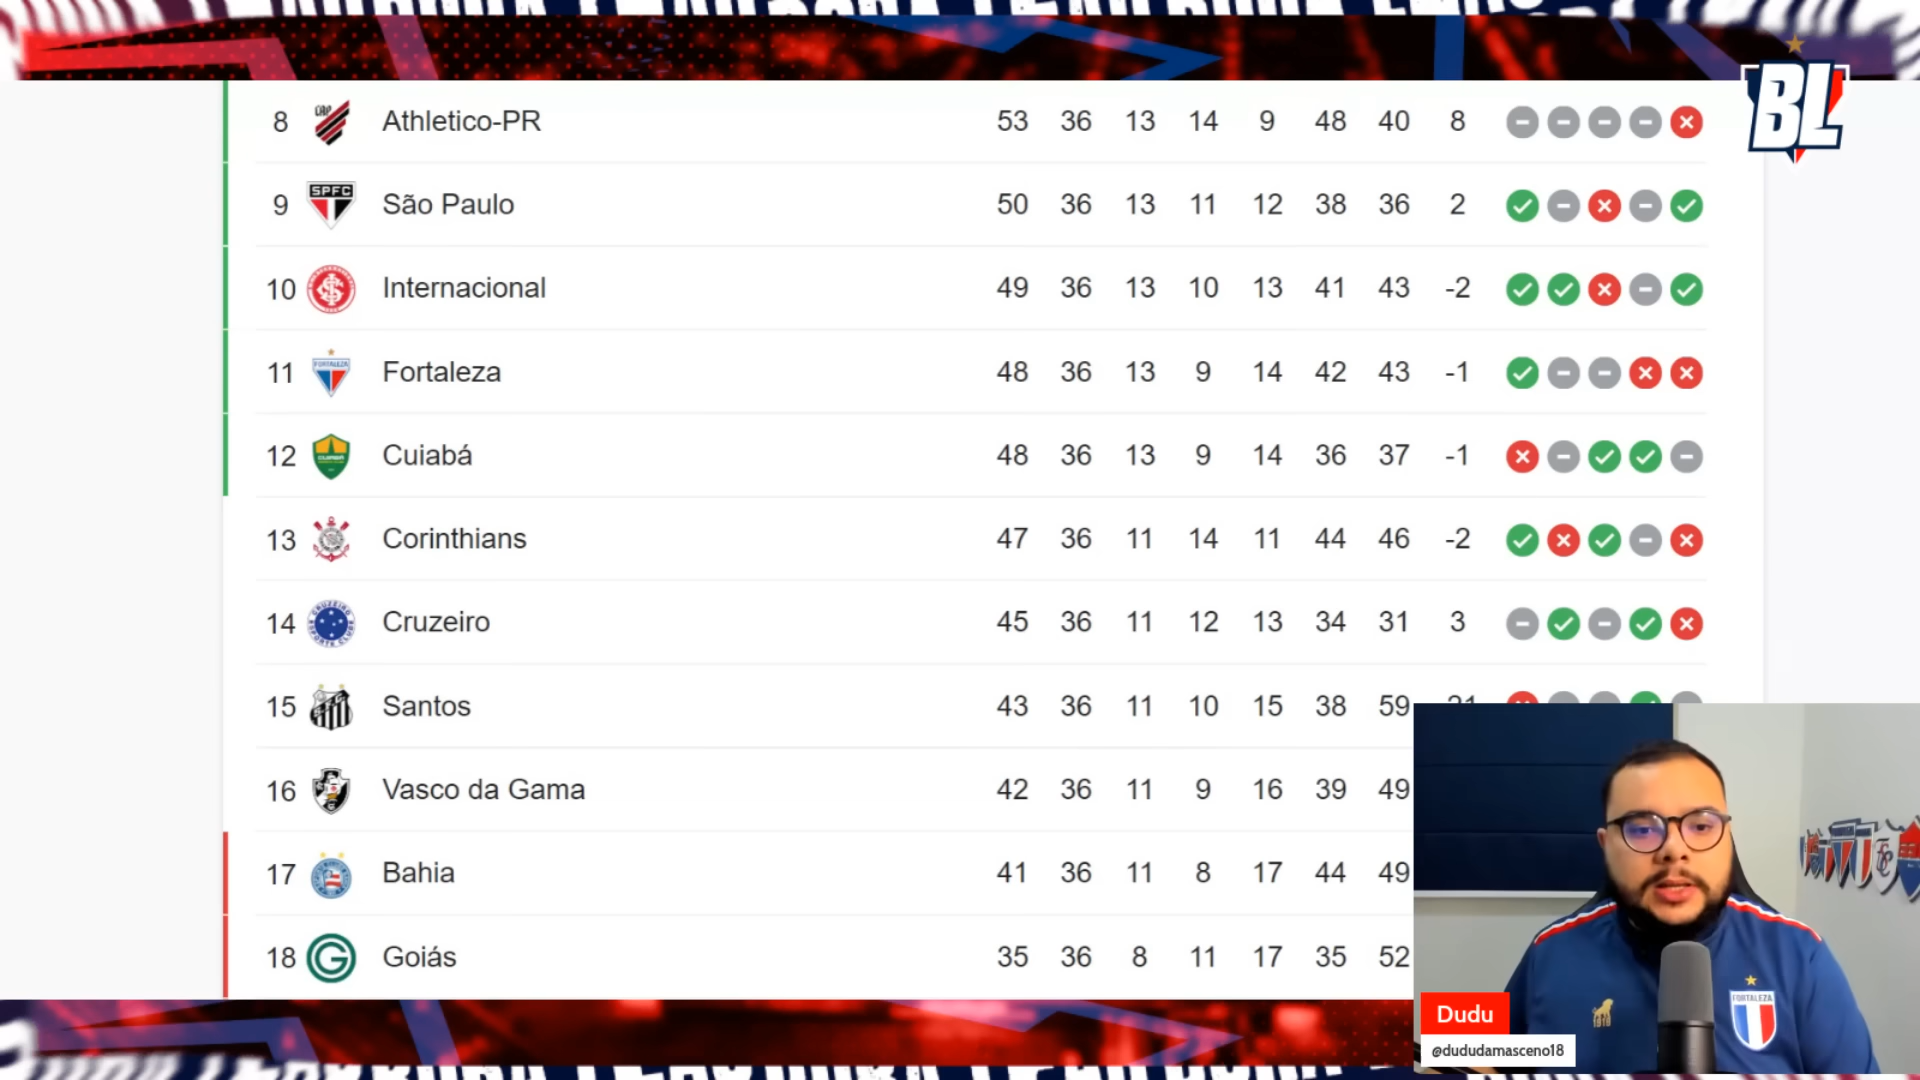 BL
8 Athletico-PR 53 36 13 14 9 48 40 8
SPFC
9 São Paulo 50 36 13 11 12 38 36 2
10 Internacional 49 36 13 10 13 41 43 -2
FORTALEZA
11 Fortaleza 48 36 13 9 14 42 43 -1
12 Cuiabá 48 36 13 9 14 36 37 -1
13 Corinthians 47 36 11 14 11 44 46 -2
14 Cruzeiro 45 36 11 12 13 34 31 3
15 Santos 43 36 11 10 15 38 59 -21
16 Vasco da Gama 42 36 11 9 16 39 49
17 Bahia 41 36 11 8 17 44 49
18 Goiás 35 36 8 11 17 35 52
FORTALEZA
1918
Dudu
@dududamasceno18